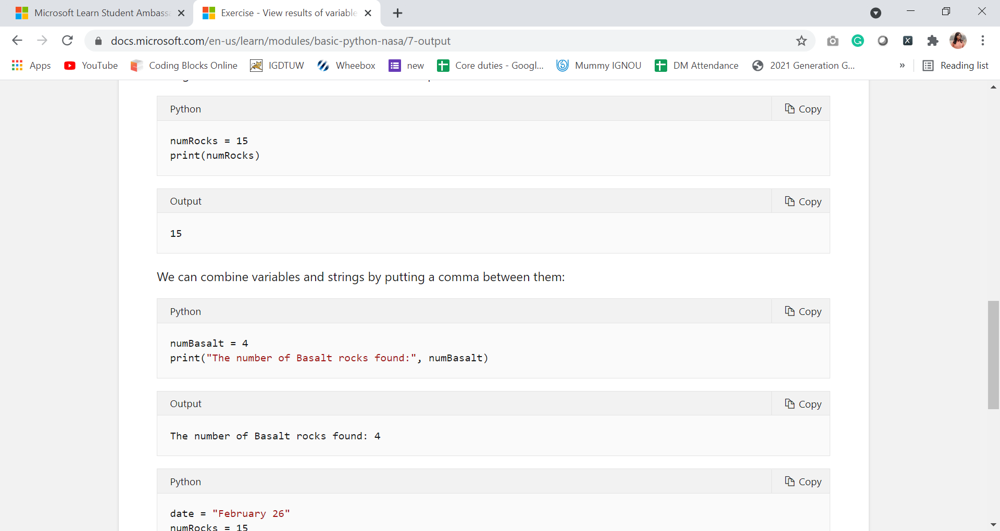 Microsoft Learn Student Ambass
Exercise - View results of variable
docs.microsoft.com/en-us/learn/modules/basic-python-nasa/7-output
Apps YouTube Coding Blocks Online IGDTUW Wheebox new Core duties - Googl... Mummy IGNOU DM Attendance 2021 Generation G... » Reading list
Python Copy
numRocks = 15
print(numRocks)
Output Copy
15
We can combine variables and strings by putting a comma between them:
Python Copy
numBasalt = 4
print("The number of Basalt rocks found:", numBasalt)
Output Copy
The number of Basalt rocks found: 4
Python Copy
date = "February 26"
numRocks = 15